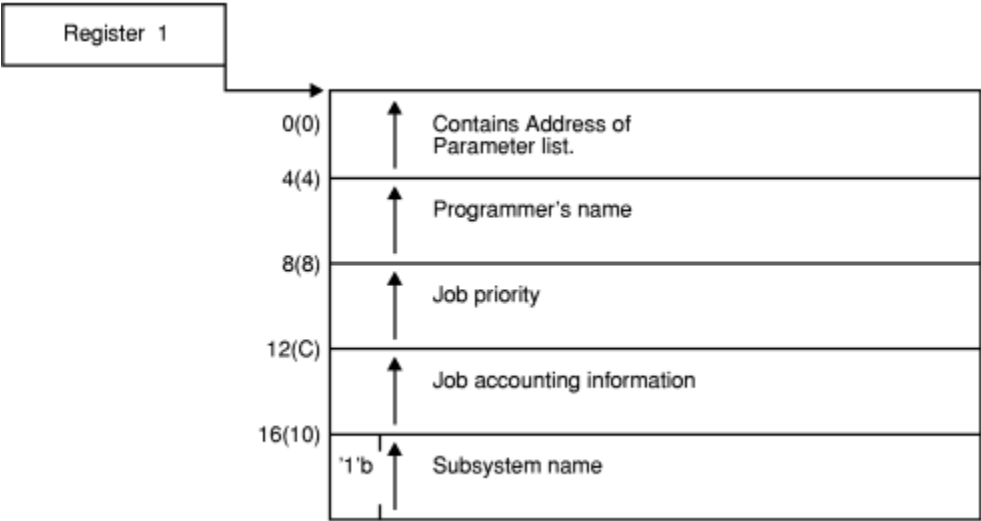 Register 1
0(0)
Contains Address of
Parameter list.
4(4)
Programmer's name
8(8)
Job priority
12(C)
Job accounting information
16(10)
'1'b
Subsystem name